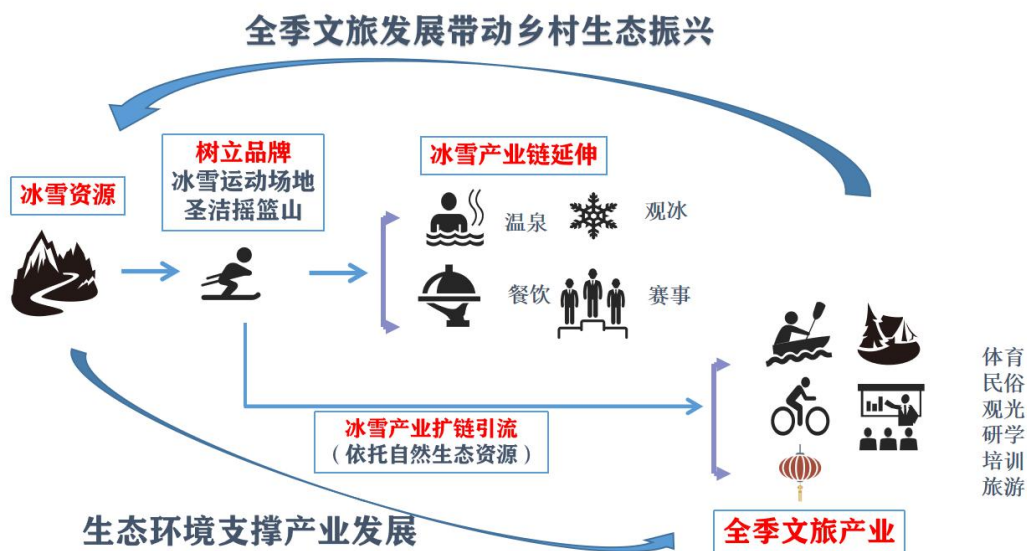 全季文旅发展带动乡村生态振兴
树立品牌
冰雪运动场地
圣洁摇篮山
冰雪产业链延伸
冰雪资源
温泉
观冰
餐饮
赛事
体育
民俗
观光
研学
培训
旅游
冰雪产业扩链引流
（依托自然生态资源）
生态环境支撑产业发展
全季文旅产业